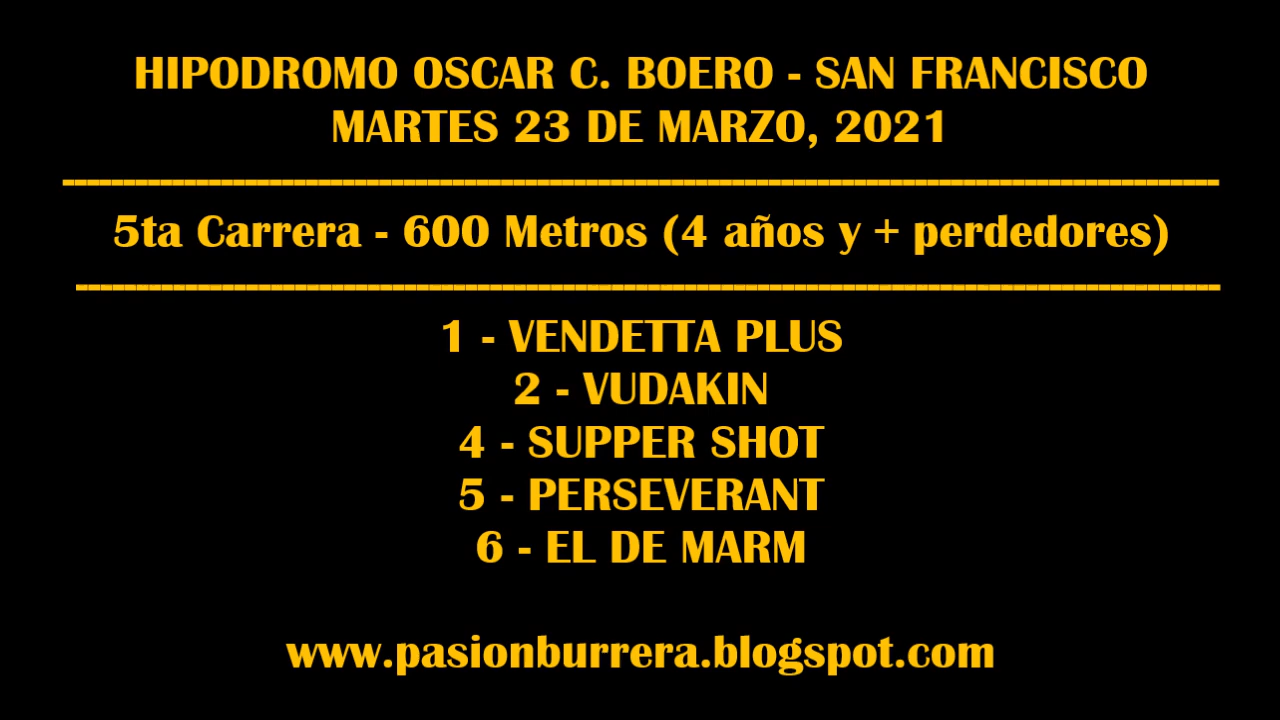 HIPODROMO OSCAR C. BOERO - SAN FRANCISCO
MARTES 23 DE MARZO, 2021
5ta Carrera - 600 Metros (4 años y + perdedores)
1 - VENDETTA PLUS
2 - VUDAKIN
4 - SUPPER SHOT
5 - PERSEVERANT
6 - EL DE MARM
www.pasionburrera.blogspot.com